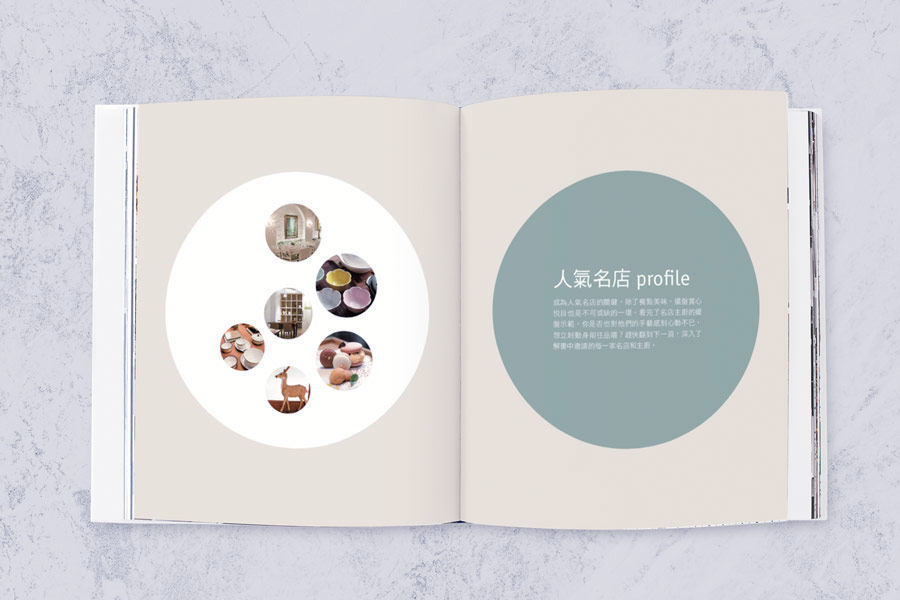 人氣名店 profile
成為人氣名店的關鍵，除了餐點美味，擺盤賞心
悅目也是不可或缺的一環。看完了名店主廚的擺
盤示範，你是否也對他們的手藝感到心動不已，
想立刻動身前往品嚐？趕快翻到下一頁，深入了
解書中邀請的每一家名店和主廚。